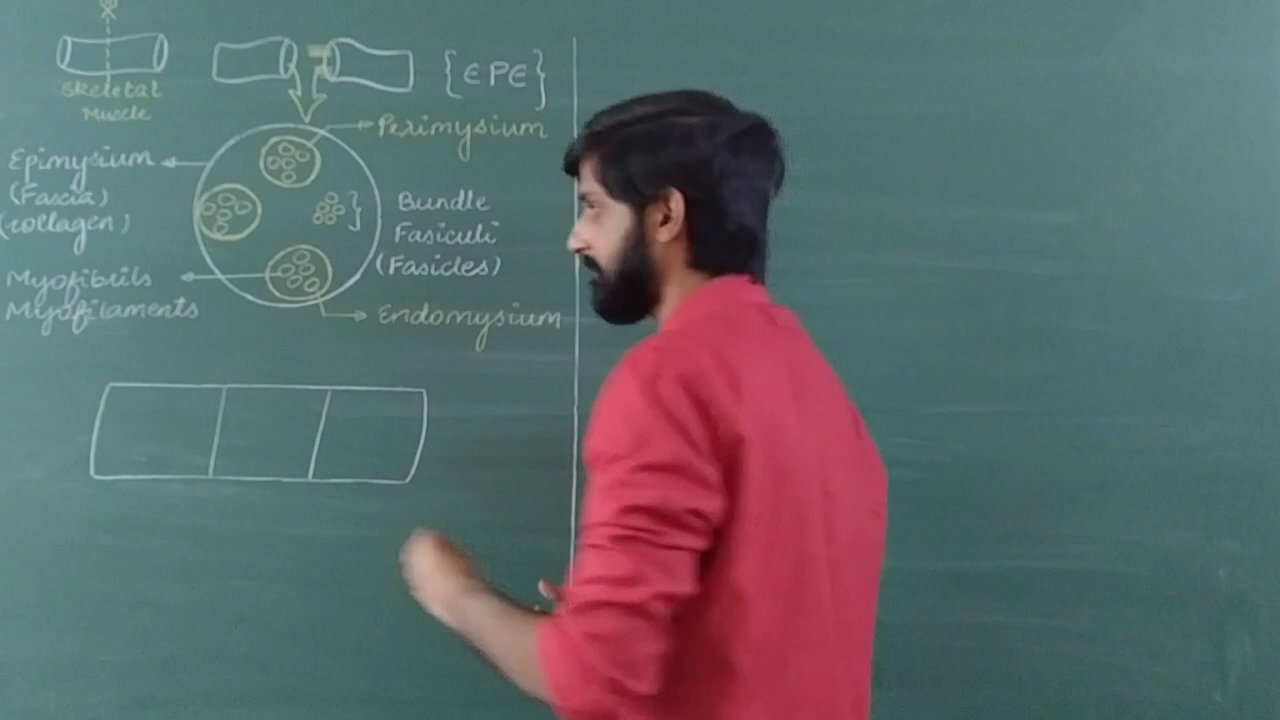 Skeletal
Muscle
{EPE}
Perimysium
Epimysium
(Fascia)
(collagen)
Bundle
Fasiculi
(Fasicles)
Myofibrils
Myofilaments
Endomysium